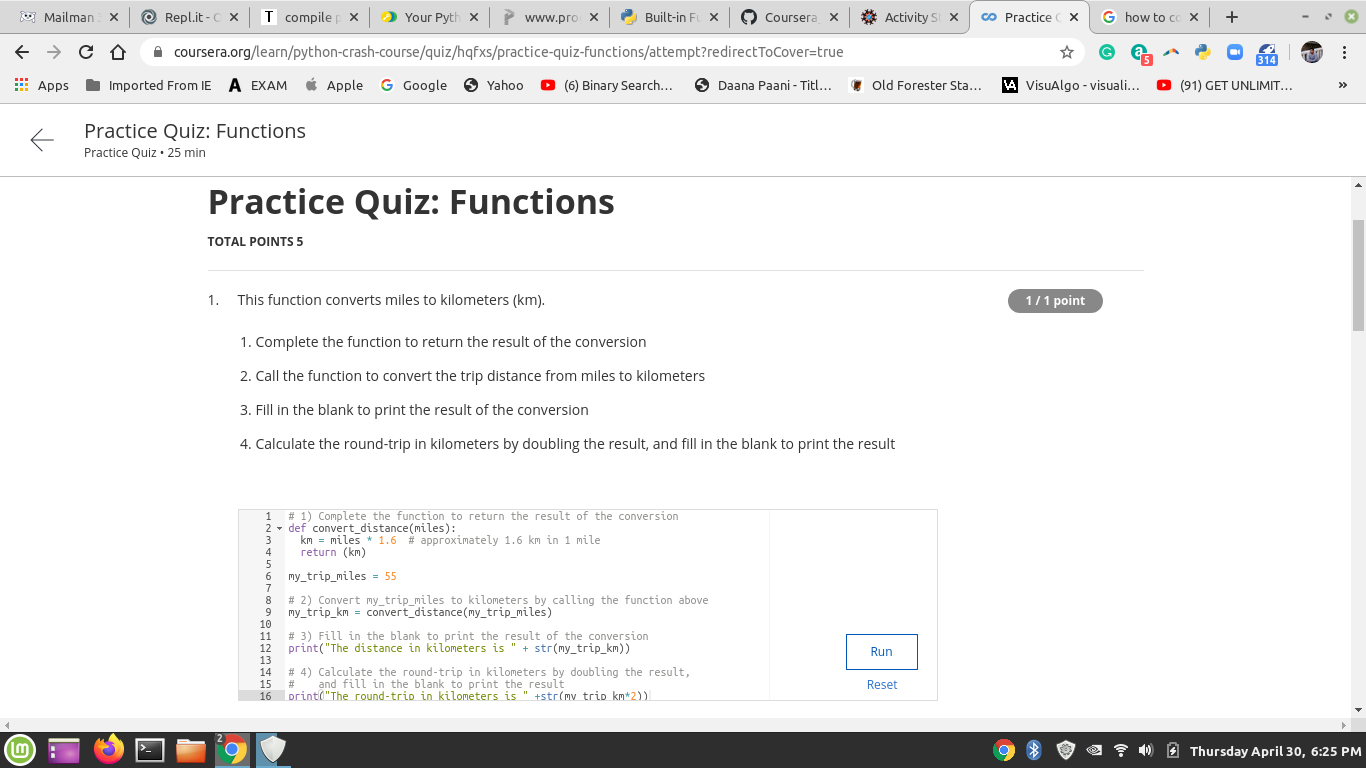 Mailman
Repl.it - C
compile p
Your Pyth
www.pro
Built-in Fu
Coursera
Activity S
Practice Q
how to co
coursera.org/learn/python-crash-course/quiz/hqfxs/practice-quiz-functions/attempt?redirectToCover=true
5
314
Apps
Imported From IE
EXAM
Apple
Google
Yahoo
(6) Binary Search...
Daana Paani - Titl...
Old Forester Sta...
VisuAlgo - visuali...
(91) GET UNLIMIT...
»
Practice Quiz: Functions
Practice Quiz • 25 min
Practice Quiz: Functions
TOTAL POINTS 5
1. This function converts miles to kilometers (km).
1 / 1 point
1. Complete the function to return the result of the conversion
2. Call the function to convert the trip distance from miles to kilometers
3. Fill in the blank to print the result of the conversion
4. Calculate the round-trip in kilometers by doubling the result, and fill in the blank to print the result
1 # 1) Complete the function to return the result of the conversion
2 def convert_distance(miles):
3 km = miles * 1.6 # approximately 1.6 km in 1 mile
4 return (km)
5
6 my_trip_miles = 55
7
8 # 2) Convert my_trip_miles to kilometers by calling the function above
9 my_trip_km = convert_distance(my_trip_miles)
10
11 # 3) Fill in the blank to print the result of the conversion
12 print("The distance in kilometers is " + str(my_trip_km))
13
14 # 4) Calculate the round-trip in kilometers by doubling the result,
15 # and fill in the blank to print the result
16 print("The round-trip in kilometers is " +str(my_trip_km*2))
Run
Reset
2
Thursday April 30, 6:25 PM